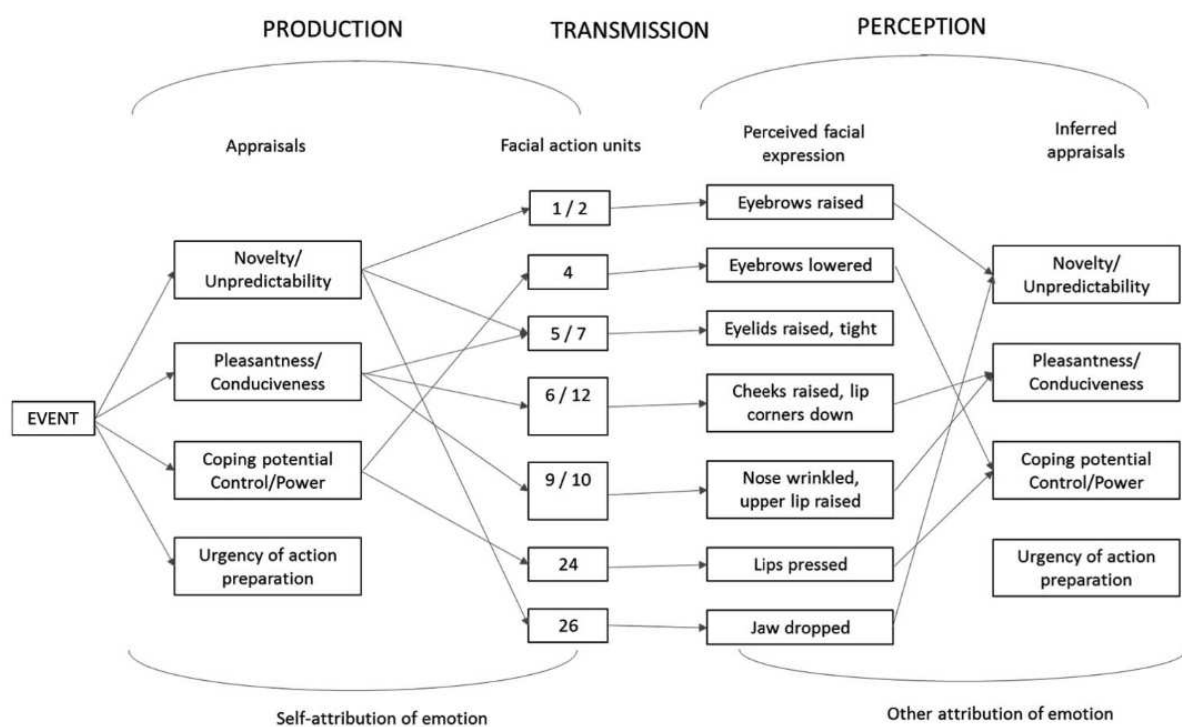 PRODUCTION TRANSMISSION PERCEPTION
Appraisals
Facial action units
Perceived facial
expression
Inferred
appraisals
EVENT
Novelty/
Unpredictability
Pleasantness/
Conduciveness
Coping potential
Control/Power
Urgency of action
preparation
1 / 2
4
5 / 7
6 / 12
9 / 10
24
26
Eyebrows raised
Eyebrows lowered
Eyelids raised, tight
Cheeks raised, lip
corners down
Nose wrinkled,
upper lip raised
Lips pressed
Jaw dropped
Novelty/
Unpredictability
Pleasantness/
Conduciveness
Coping potential
Control/Power
Urgency of action
preparation
Self-attribution of emotion
Other attribution of emotion